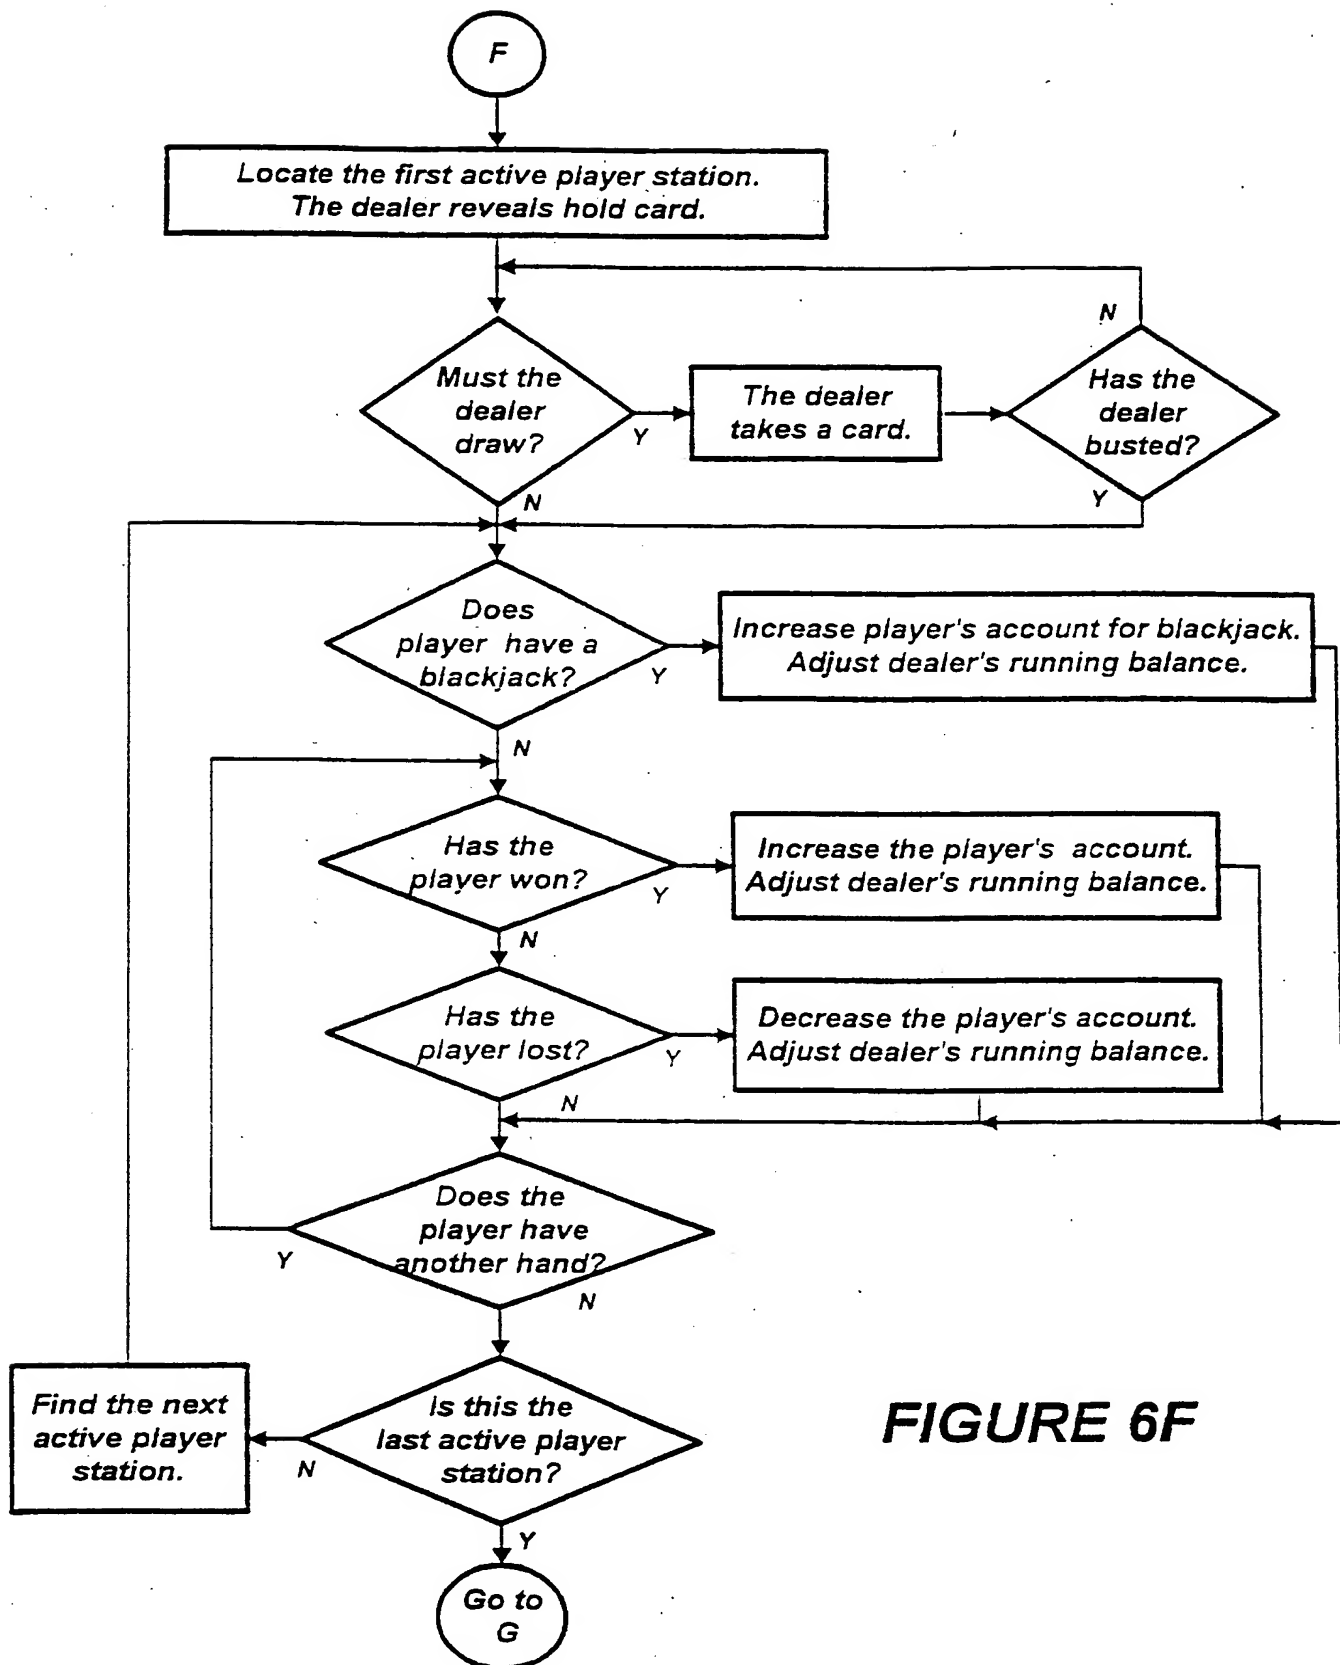 F
Locate the first active player station.
The dealer reveals hold card.
N
Must the
dealer
draw?
Y
The dealer
takes a card.
Has the
dealer
busted?
Y
N
Does
player have a
blackjack?
Y
Increase player's account for blackjack.
Adjust dealer's running balance.
N
Has the
player won?
Y
Increase the player's account.
Adjust dealer's running balance.
N
Has the
player lost?
Y
Decrease the player's account.
Adjust dealer's running balance.
N
Does the
player have
another hand?
Y
N
Find the next
active player
station.
N
Is this the
last active player
station?
Y
Go to
G
FIGURE 6F